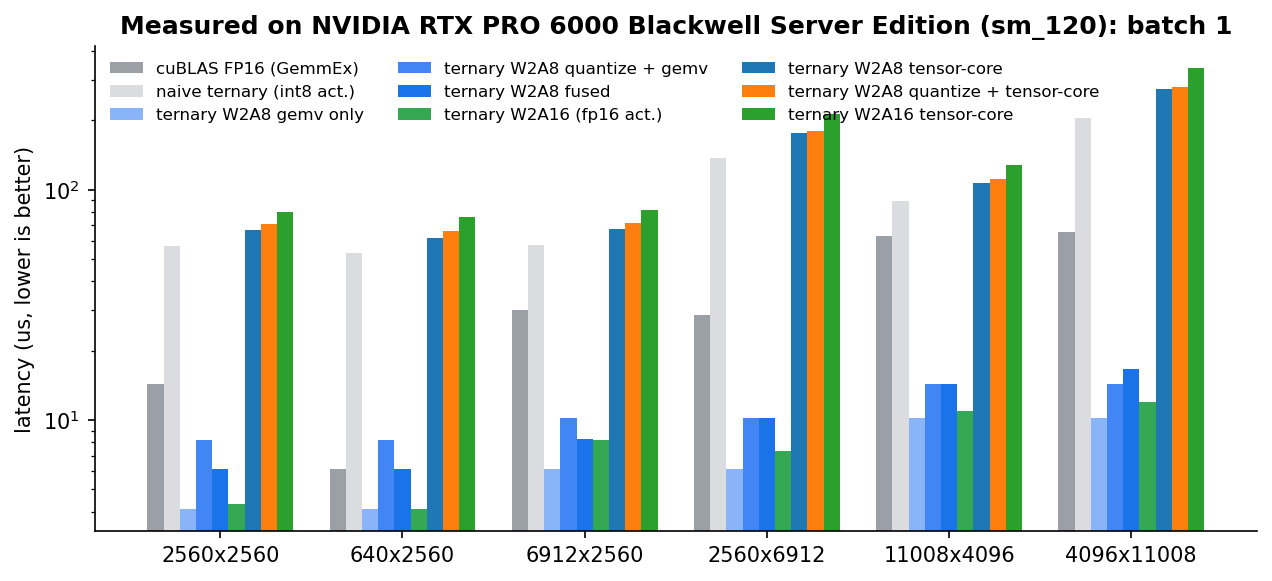 Measured on NVIDIA RTX PRO 6000 Blackwell Server Edition (sm_120): batch 1
cuBLAS FP16 (GemmEx)
naive ternary (int8 act.)
ternary W2A8 gemv only
ternary W2A8 quantize + gemv
ternary W2A8 fused
ternary W2A16 (fp16 act.)
ternary W2A8 tensor-core
ternary W2A8 quantize + tensor-core
ternary W2A16 tensor-core
latency (us, lower is better)
10²
10¹
2560x2560 640x2560 6912x2560 2560x6912 11008x4096 4096x11008